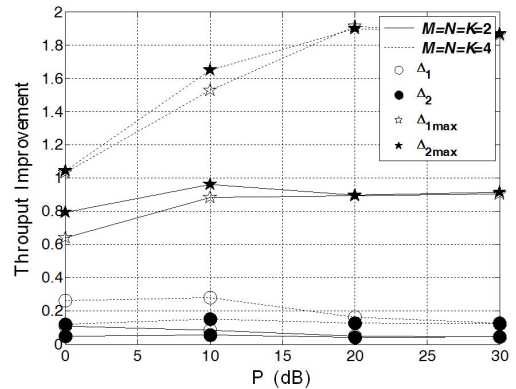 2
1.8
1.6
1.4
1.2
1
0.8
0.6
0.4
0.2
0
Throuput Improvement
0 5 10 15 20 25 30
P (dB)
M=N=K=2
M=N=K=4
Δ1
Δ2
Δ1max
Δ2max